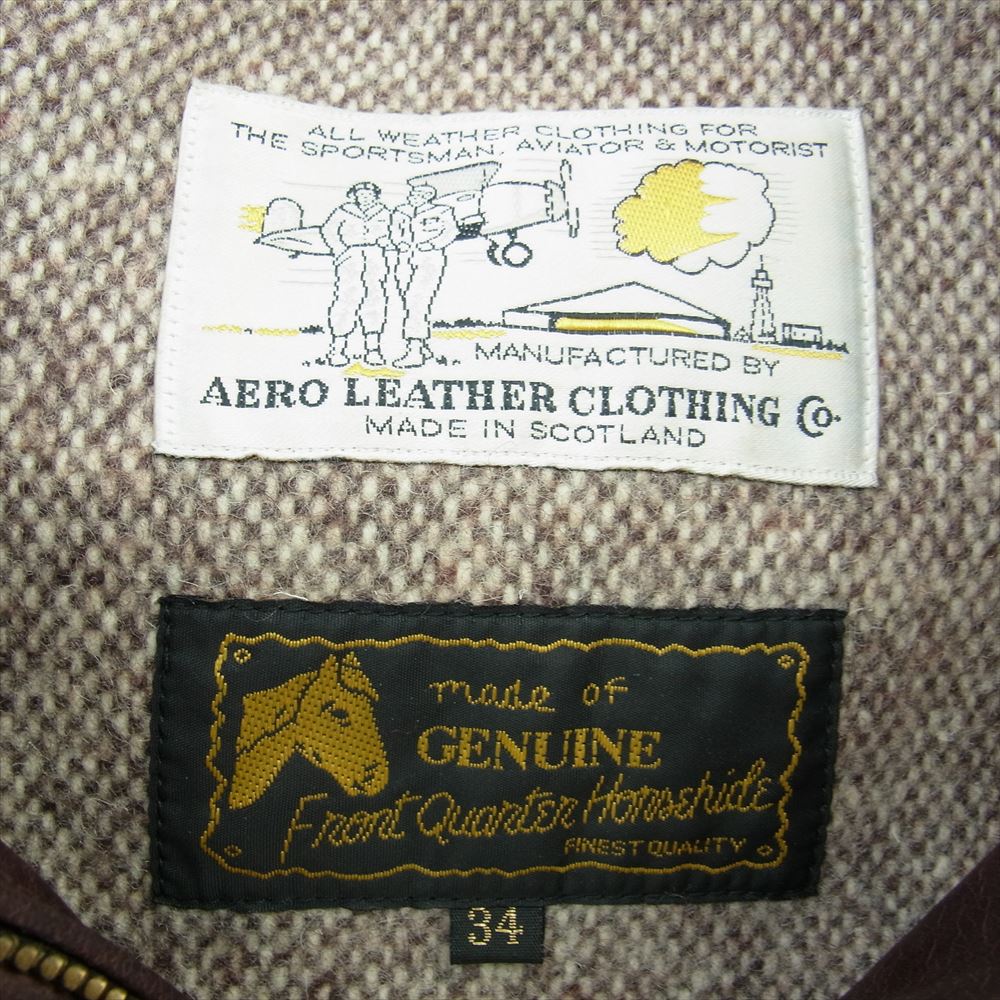 ALL WEATHER CLOTHING FOR
THE SPORTSMAN, AVIATOR & MOTORIST
MANUFACTURED BY
AERO LEATHER CLOTHING Co.
MADE IN SCOTLAND
made of
GENUINE
Front Quarter Horsehide
FINEST QUALITY
34